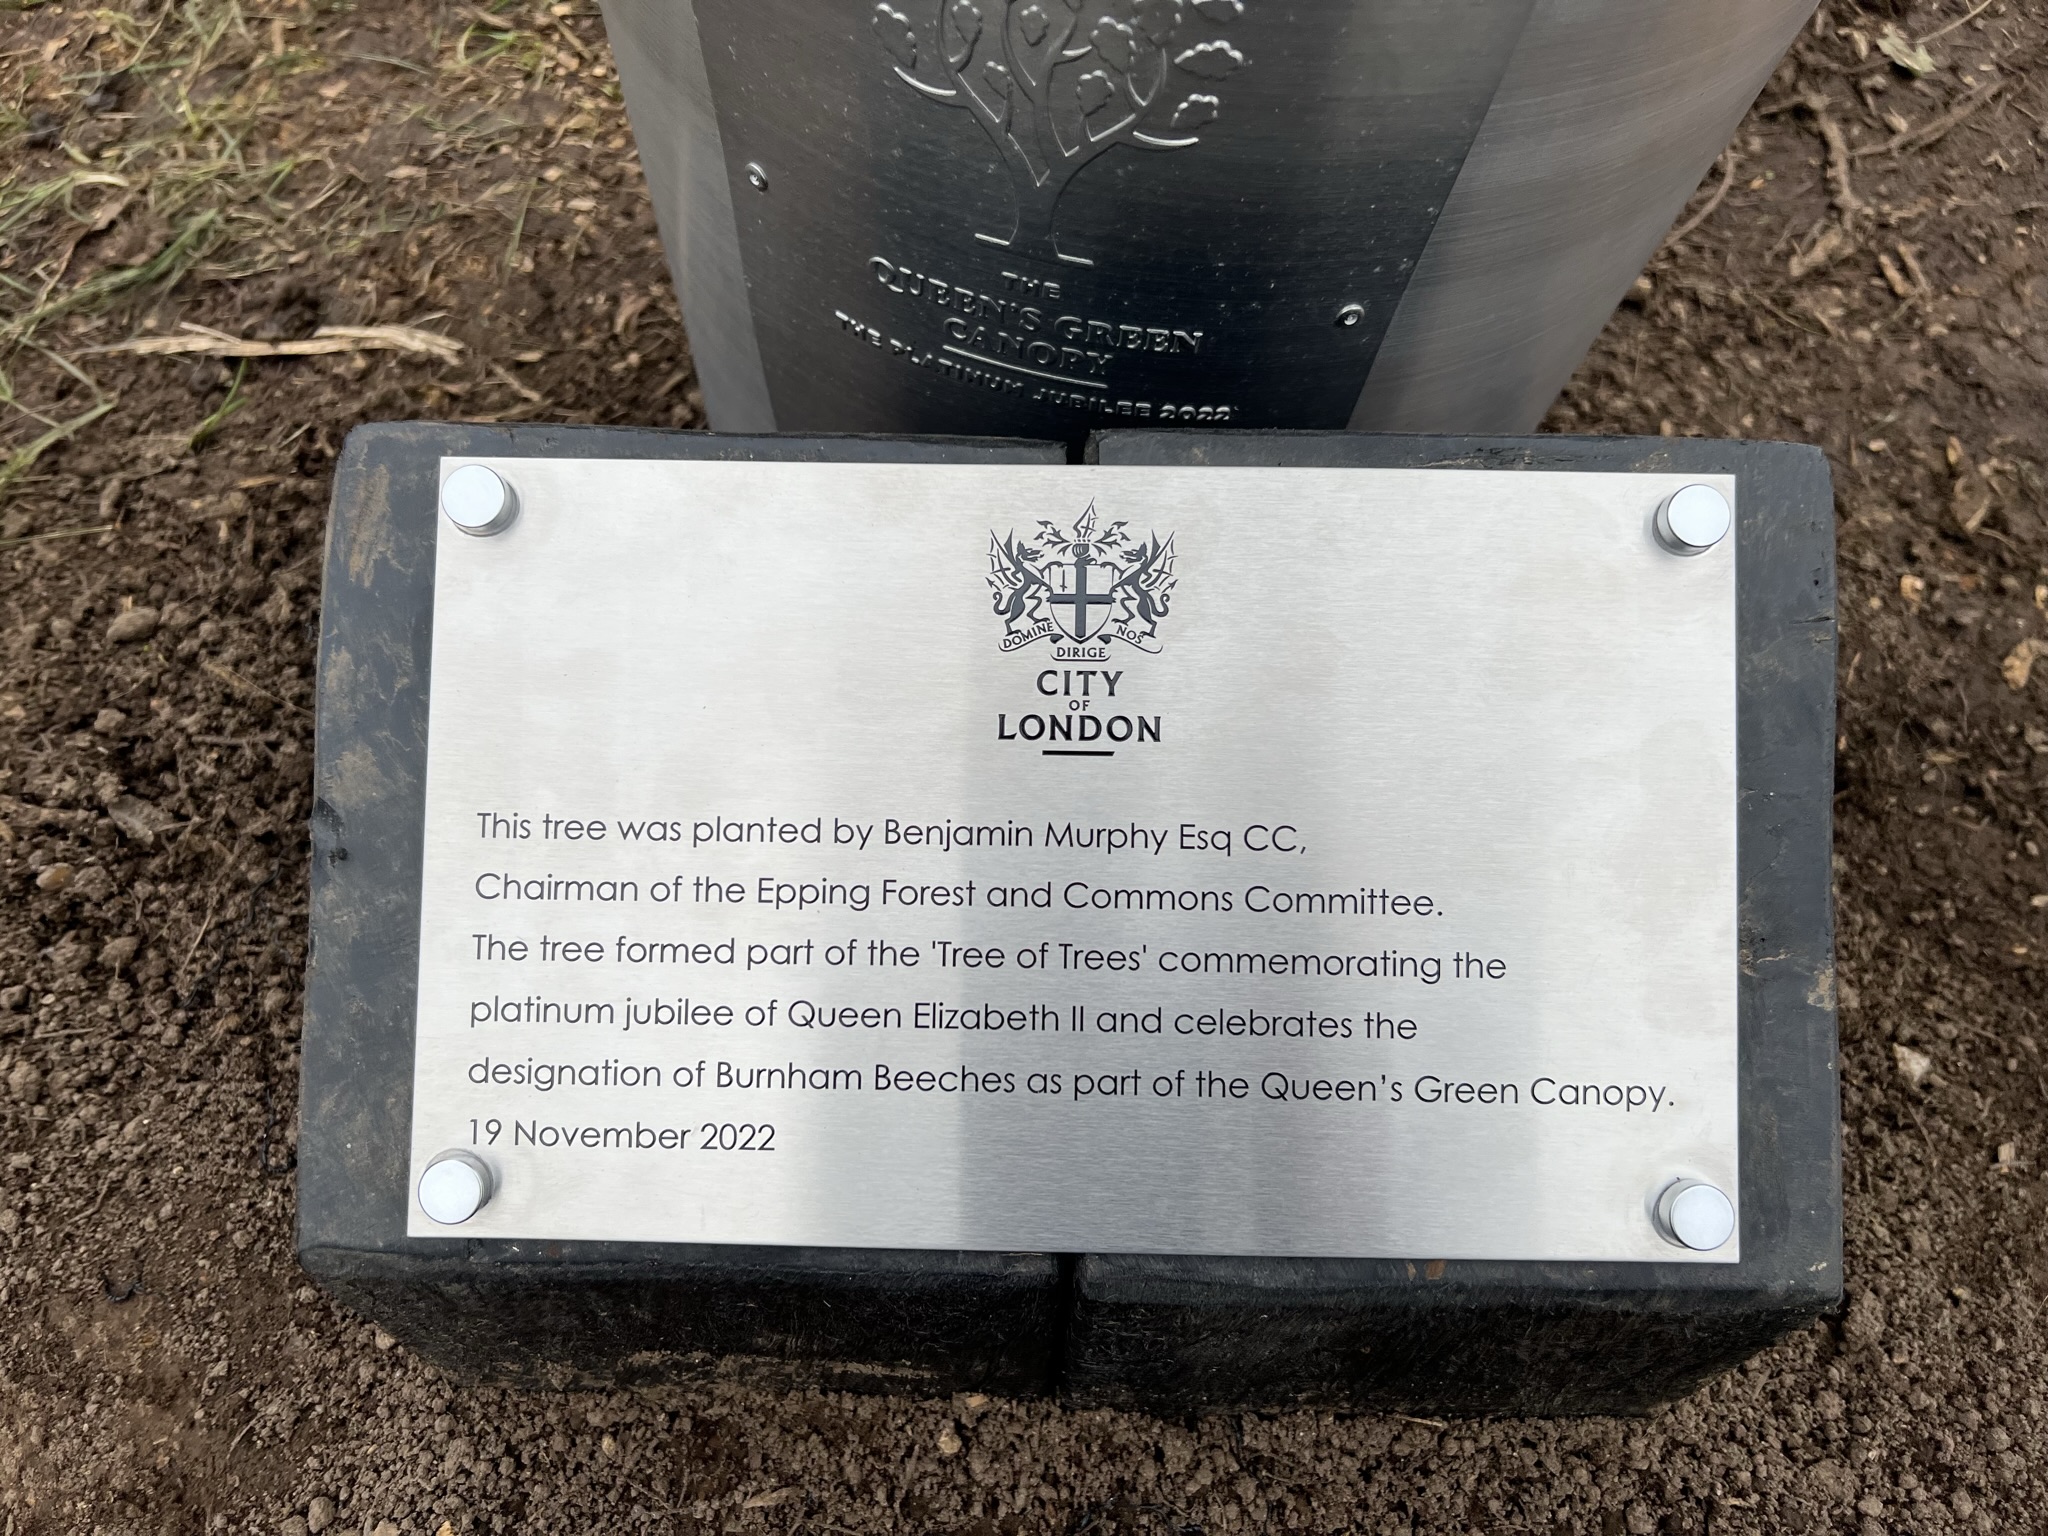 THE
QUEEN'S GREEN
CANOPY
THE PLATINUM JUBILEE 2022
DOMINE
DIRIGE
NOS
CITY
OF
LONDON
This tree was planted by Benjamin Murphy Esq CC,
Chairman of the Epping Forest and Commons Committee.
The tree formed part of the 'Tree of Trees' commemorating the
platinum jubilee of Queen Elizabeth II and celebrates the
designation of Burnham Beeches as part of the Queen’s Green Canopy.
19 November 2022